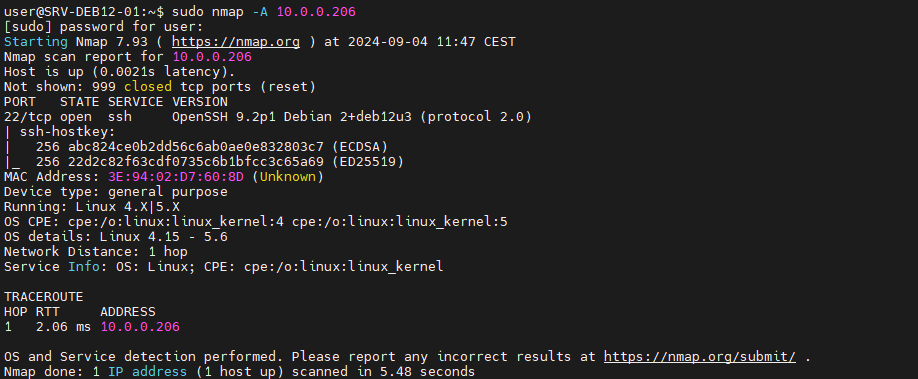 user@SRV-DEB12-01:~$ sudo nmap -A 10.0.0.206
[sudo] password for user:
Starting Nmap 7.93 ( https://nmap.org ) at 2024-09-04 11:47 CEST
Nmap scan report for 10.0.0.206
Host is up (0.0021s latency).
Not shown: 999 closed tcp ports (reset)
PORT   STATE SERVICE VERSION
22/tcp open  ssh     OpenSSH 9.2p1 Debian 2+deb12u3 (protocol 2.0)
| ssh-hostkey:
|   256 abc824ce0b2dd56c6ab0ae0e832803c7 (ECDSA)
|_  256 22d2c82f63cdf0735c6b1bfcc3c65a69 (ED25519)
MAC Address: 3E:94:02:D7:60:8D (Unknown)
Device type: general purpose
Running: Linux 4.X|5.X
OS CPE: cpe:/o:linux:linux_kernel:4 cpe:/o:linux:linux_kernel:5
OS details: Linux 4.15 - 5.6
Network Distance: 1 hop
Service Info: OS: Linux; CPE: cpe:/o:linux:linux_kernel

TRACEROUTE
HOP RTT     ADDRESS
1   2.06 ms 10.0.0.206

OS and Service detection performed. Please report any incorrect results at https://nmap.org/submit/ .
Nmap done: 1 IP address (1 host up) scanned in 5.48 seconds